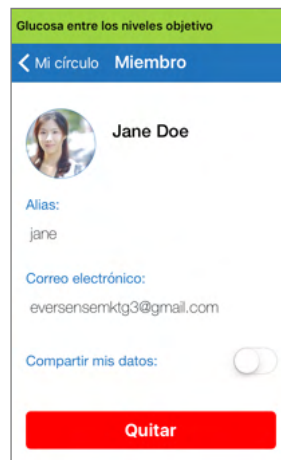 Glucosa entre los niveles objetivo
Mi círculo Miembro
Jane Doe
Alias:
jane
Correo electrónico:
eversensemktg3@gmail.com
Compartir mis datos:
Quitar